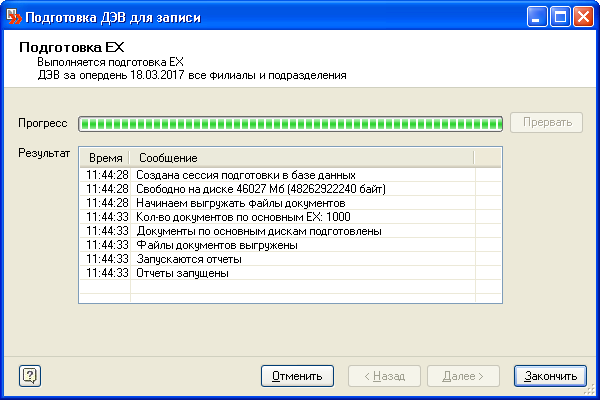 Подготовка ДЭВ для записи
Подготовка ЕХ
Выполняется подготовка ЕХ
ДЭВ за опердень 18.03.2017 все филиалы и подразделения
Прогресс
Прервать
Результат
Время Сообщение
11:44:28 Создана сессия подготовки в базе данных
11:44:28 Свободно на диске 46027 Мб (48262922240 байт)
11:44:28 Начинаем выгружать файлы документов
11:44:33 Кол-во документов по основным ЕХ: 1000
11:44:33 Документы по основным дискам подготовлены
11:44:33 Файлы документов выгружены
11:44:33 Запускаются отчеты
11:44:33 Отчеты запущены
? Отменить < Назад Далее > Закончить